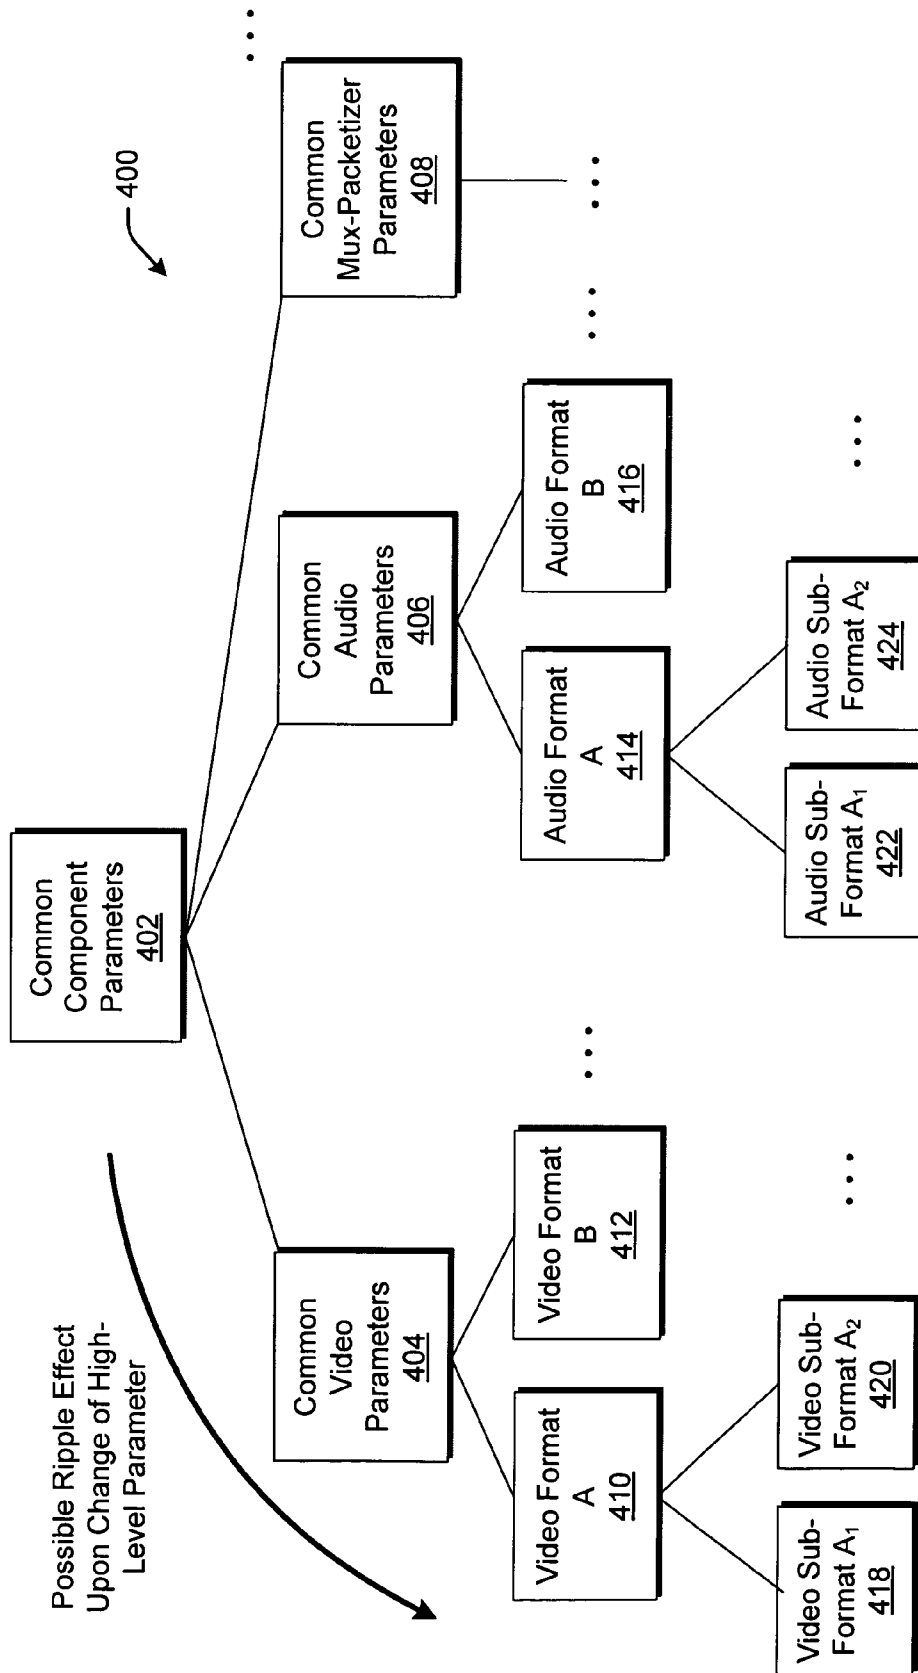 Possible Ripple Effect
Upon Change of High-
Level Parameter
400
Common
Component
Parameters
402
Common
Video
Parameters
404
Common
Audio
Parameters
406
Common
Mux-Packetizer
Parameters
408
...
Video Format
A
410
Video Format
B
412
...
Audio Format
A
414
Audio Format
B
416
...
...
Video Sub-
Format A₁
418
Video Sub-
Format A₂
420
...
Audio Sub-
Format A₁
422
Audio Sub-
Format A₂
424
...